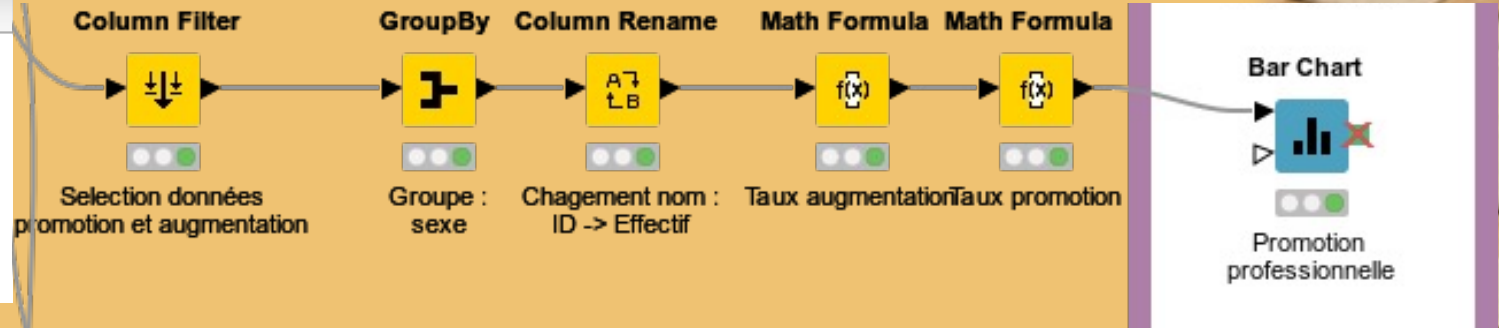 Column Filter
GroupBy
Column Rename
Math Formula
Math Formula
Bar Chart
A
B
f(x)
f(x)
Selection données
promotion et augmentation
Groupe :
sexe
Chagement nom :
ID -> Effectif
Taux augmentation
Taux promotion
Promotion
professionnelle